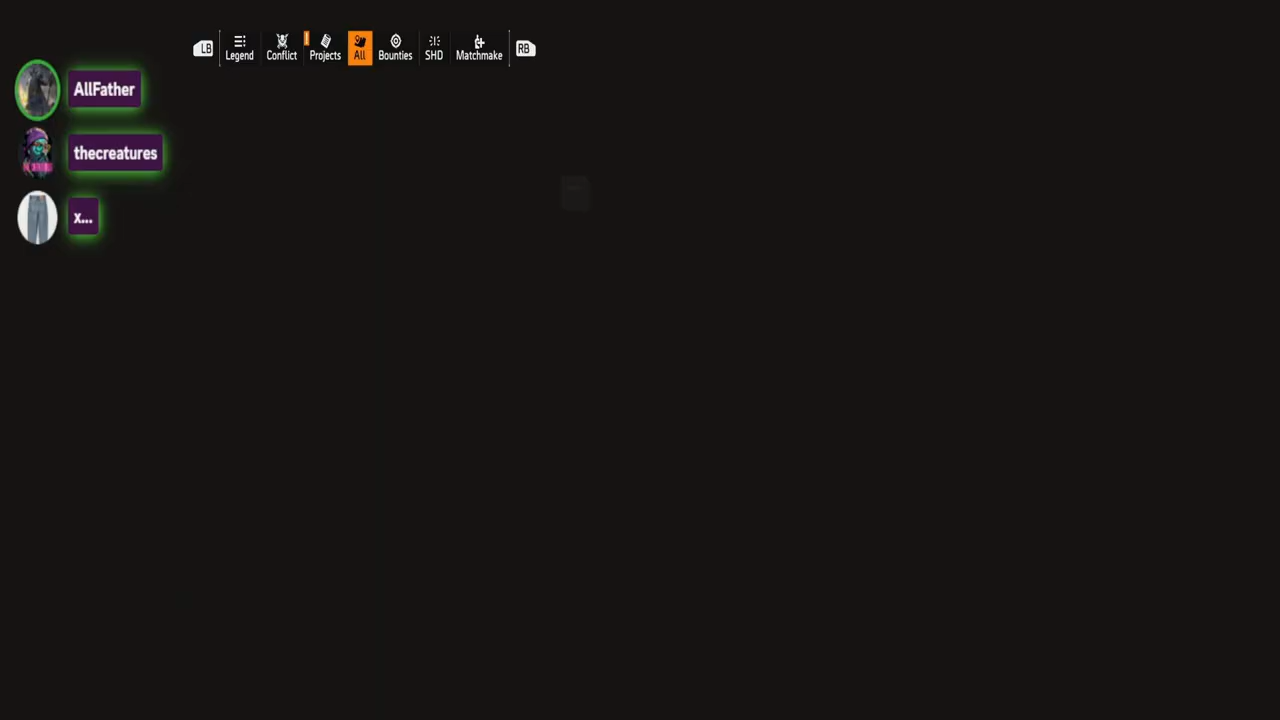 LB Legend Conflict Projects All Bounties SHD Matchmake RB
AllFather
thecreatures
x...